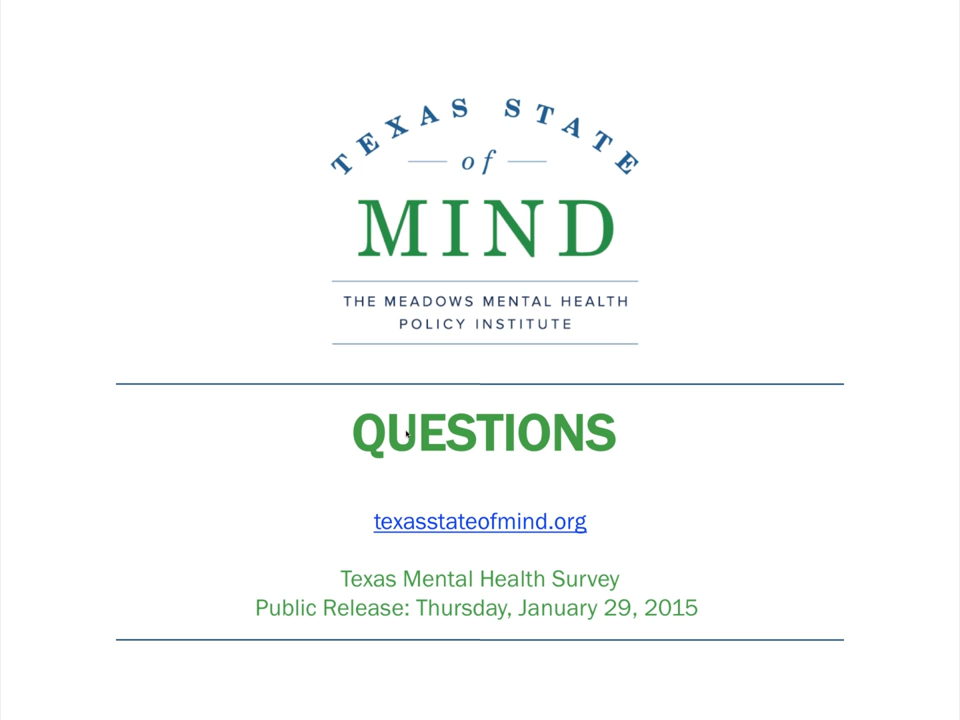 TEXAS STATE
of
MIND
THE MEADOWS MENTAL HEALTH
POLICY INSTITUTE
QUESTIONS
texasstateofmind.org
Texas Mental Health Survey
Public Release: Thursday, January 29, 2015